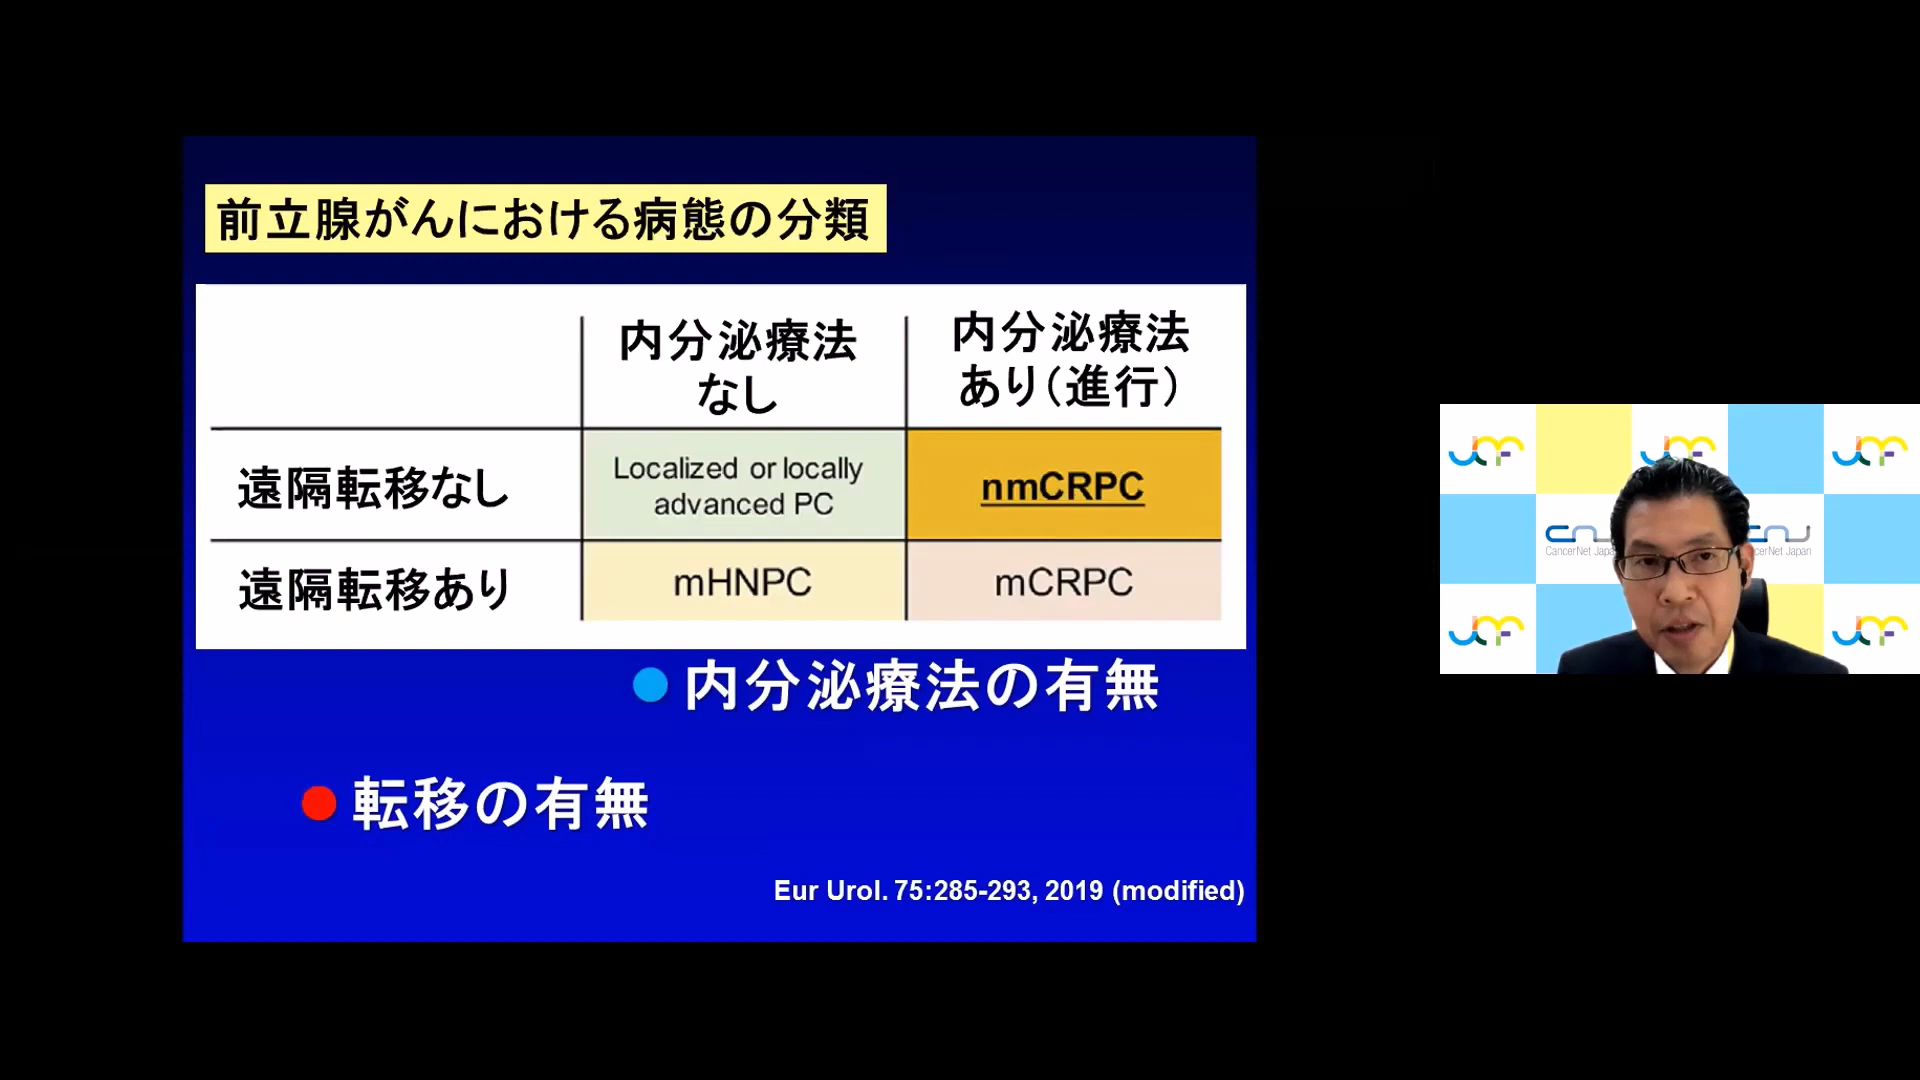 前立腺がんにおける病態の分類
内分泌療法
なし
内分泌療法
あり（進行）
遠隔転移なし
Localized or locally
advanced PC
nmCRPC
遠隔転移あり
mHNPC
mCRPC
●内分泌療法の有無
●転移の有無
Eur Urol. 75:285-293, 2019 (modified)
CancerNet Japa
cerNet Japan